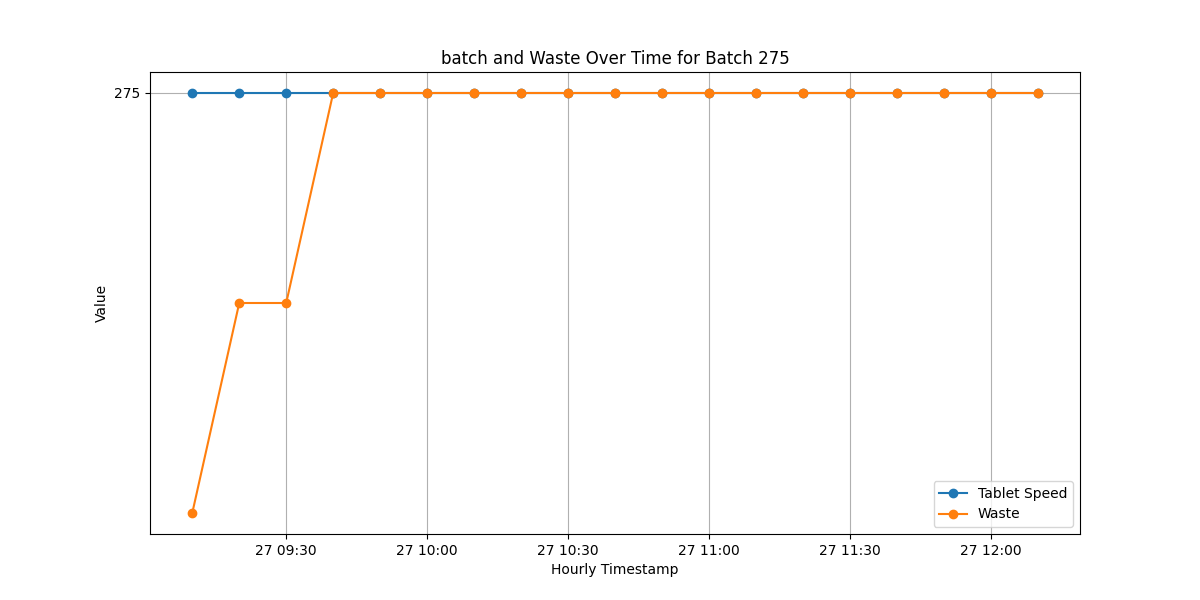 batch and Waste Over Time for Batch 275
275
Value
27 09:30
27 10:00
27 10:30
27 11:00
27 11:30
27 12:00
Hourly Timestamp
Tablet Speed
Waste